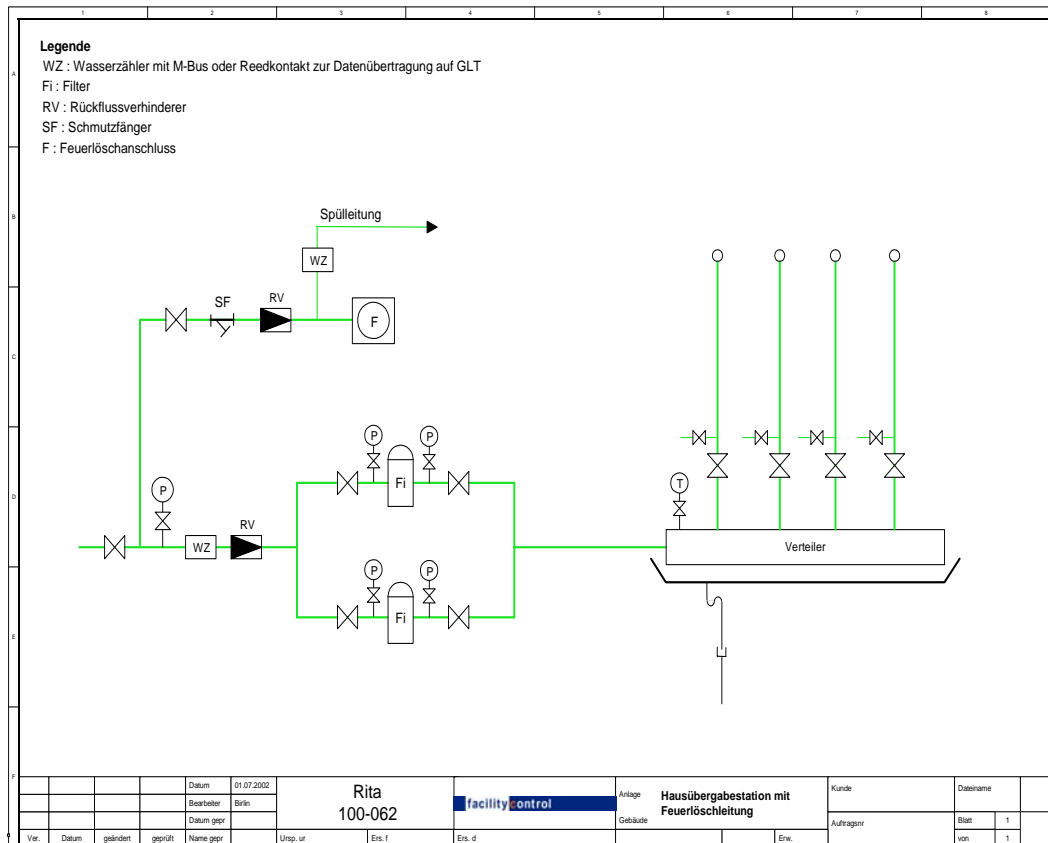 1 2 3 4 5 6 7 8
A
B
C
D
E
F
Legende
WZ : Wasserzähler mit M-Bus oder Reedkontakt zur Datenübertragung auf GLT
Fi : Filter
RV : Rückflussverhinderer
SF : Schmutzfänger
F : Feuerlöschanschluss
Spülleitung
WZ
SF
RV
F
P
P
Fi
P
WZ
RV
P
P
Fi
T
Verteiler
Datum 01.07.2002
Bearbeiter Birlin
Datum gepr
Ver. Datum geändert geprüft Name gepr
Rita
100-062
Ursp. ur Ers. f Ers. d
facilitycontrol
Anlage Hausübergabestation mit
Feuerlöschleitung
Gebäude
Erw.
Kunde
Auftragsnr
Dateiname
Blatt 1
von 1